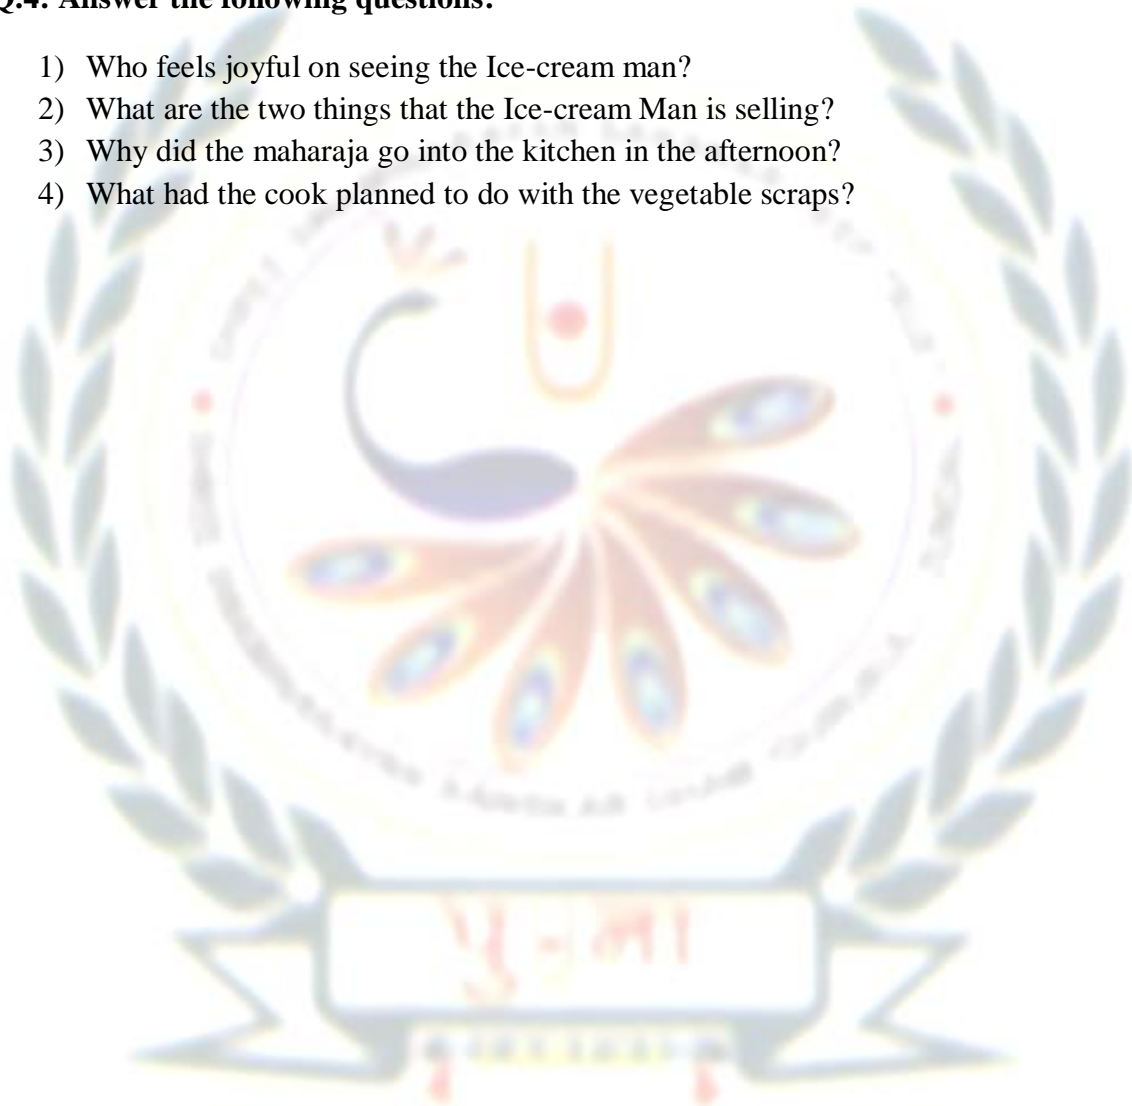 Q.4: Answer the following questions:
1) Who feels joyful on seeing the Ice-cream man?
2) What are the two things that the Ice-cream Man is selling?
3) Why did the maharaja go into the kitchen in the afternoon?
4) What had the cook planned to do with the vegetable scraps?